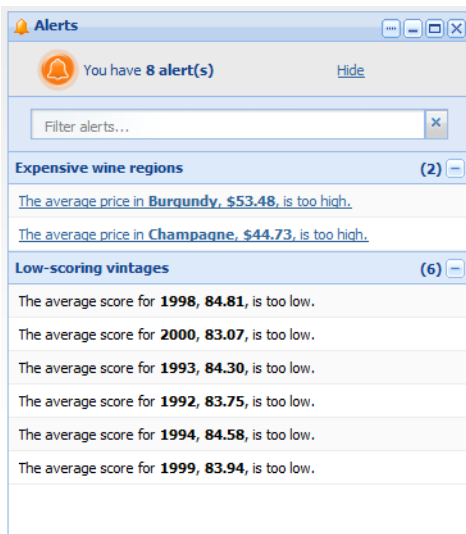 Alerts
You have 8 alert(s) Hide
Filter alerts...
Expensive wine regions (2)
The average price in Burgundy, $53.48, is too high.
The average price in Champagne, $44.73, is too high.
Low-scoring vintages (6)
The average score for 1998, 84.81, is too low.
The average score for 2000, 83.07, is too low.
The average score for 1993, 84.30, is too low.
The average score for 1992, 83.75, is too low.
The average score for 1994, 84.58, is too low.
The average score for 1999, 83.94, is too low.